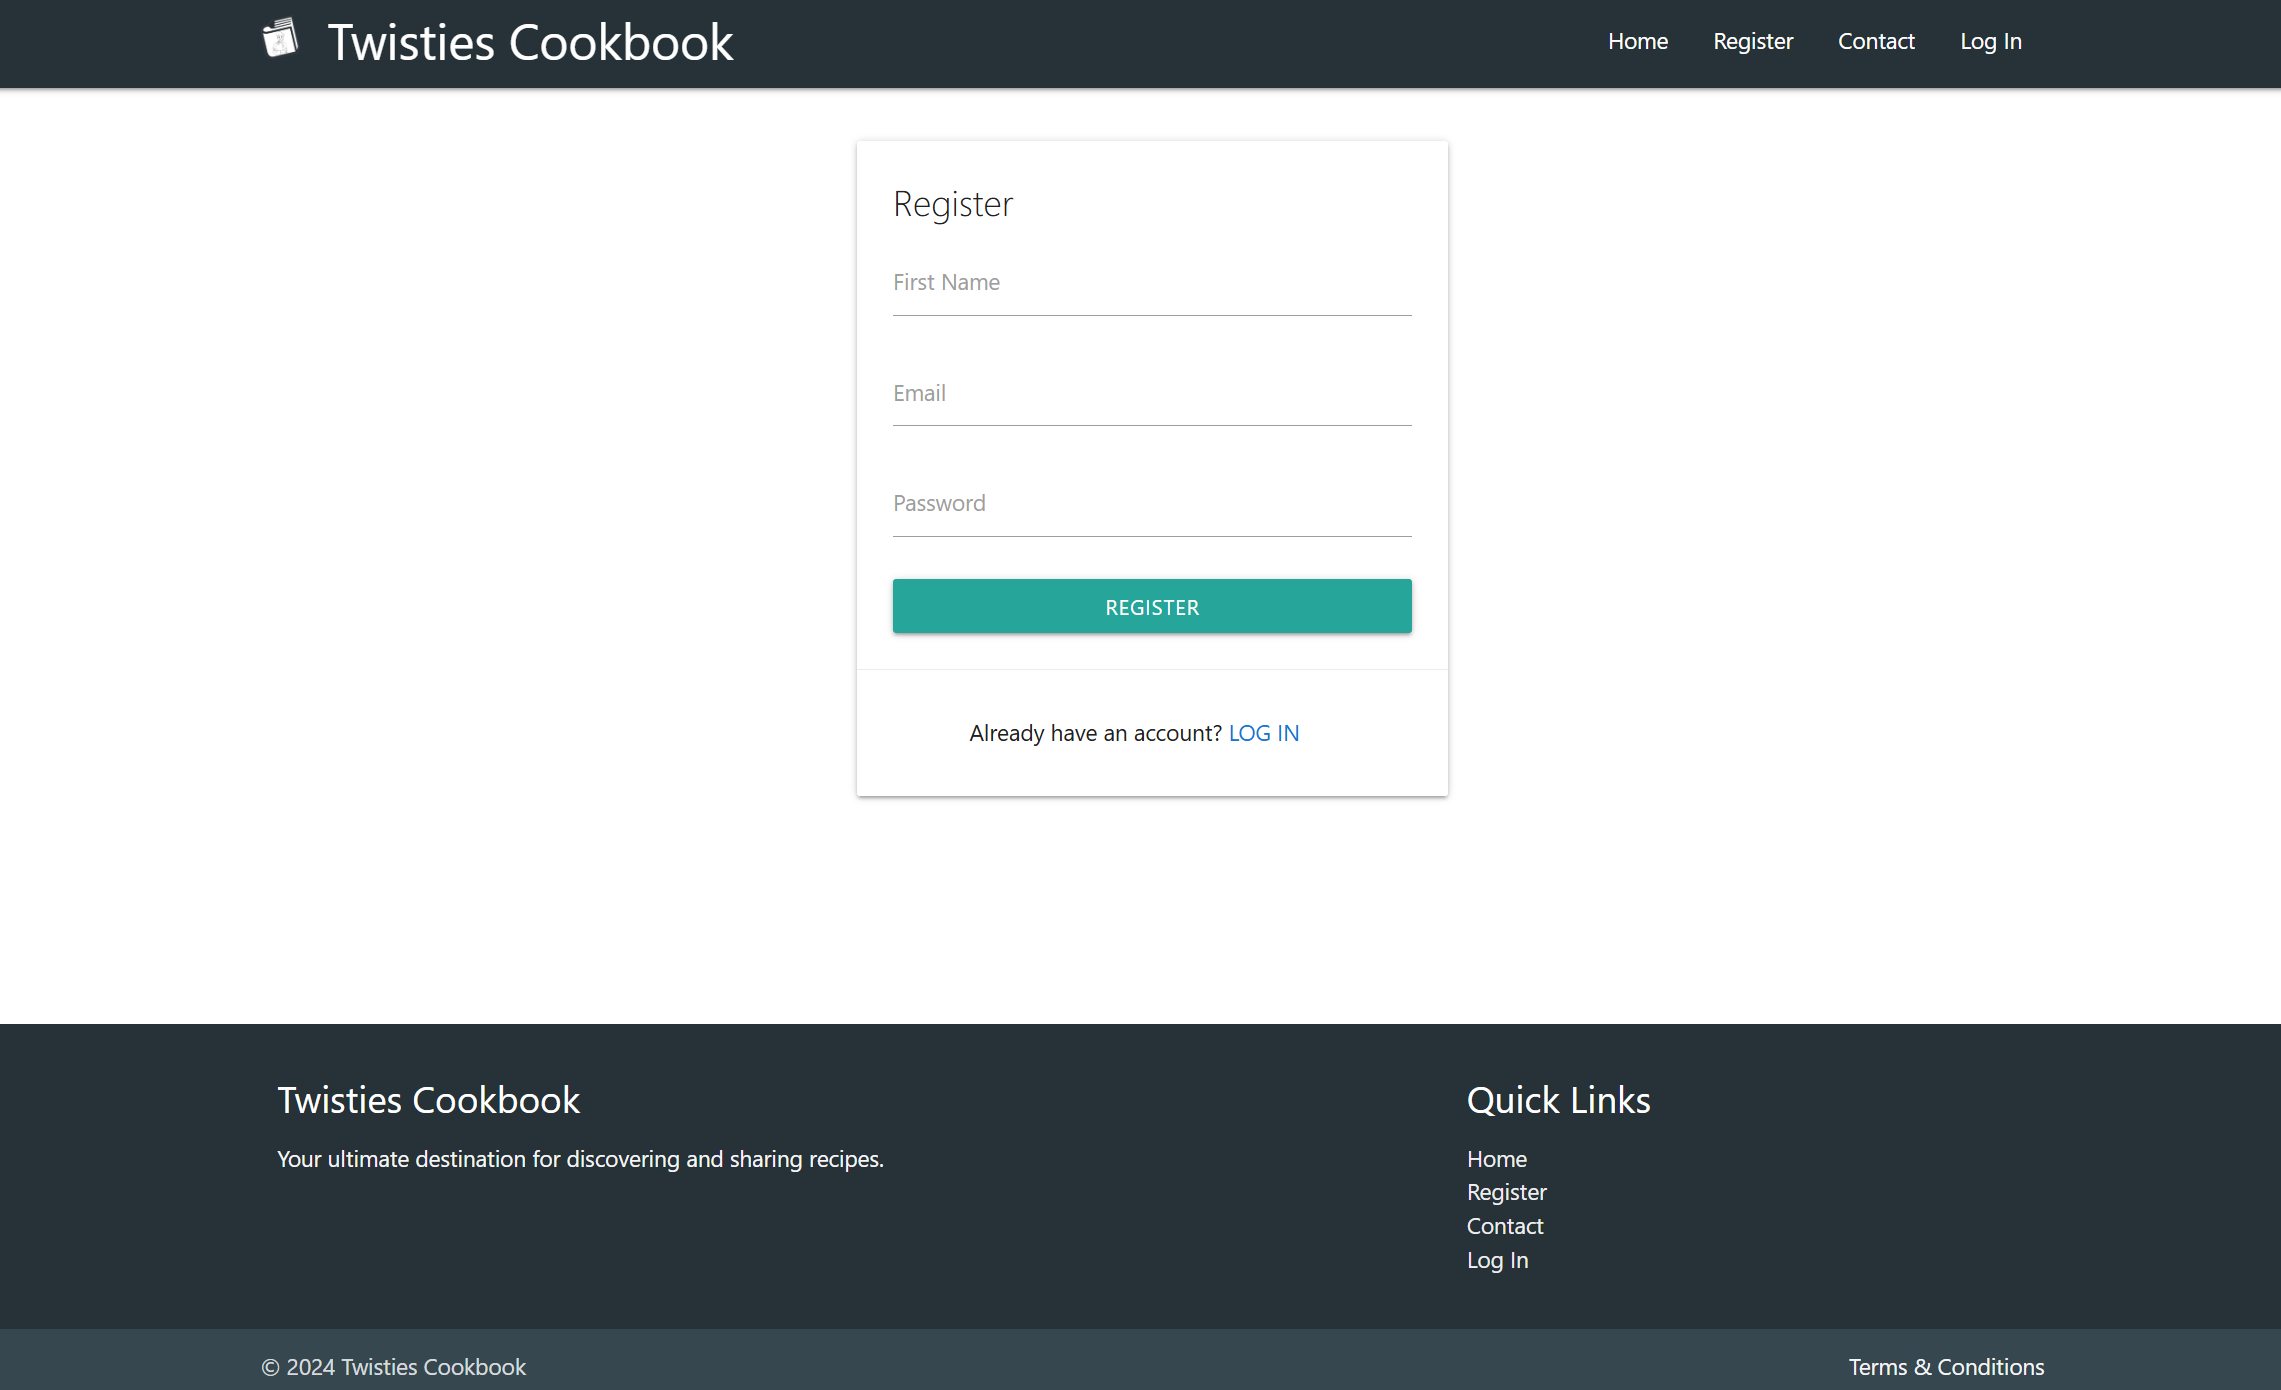 Twisties Cookbook
Home Register Contact Log In
Register
First Name
Email
Password
REGISTER
Already have an account? LOG IN
Twisties Cookbook
Your ultimate destination for discovering and sharing recipes.
Quick Links
Home
Register
Contact
Log In
© 2024 Twisties Cookbook
Terms & Conditions